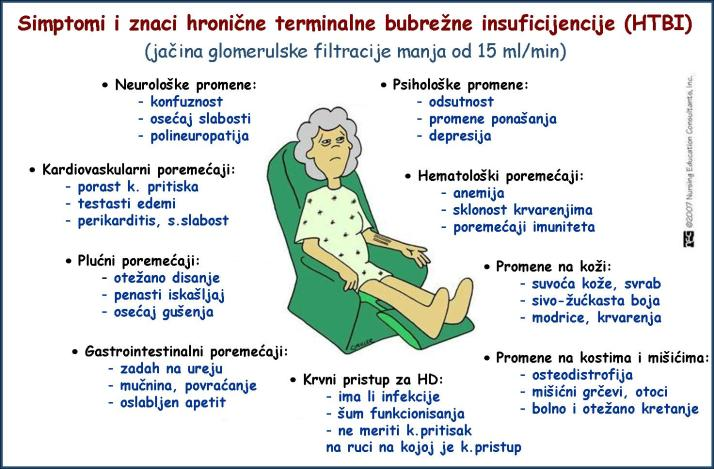 Simptomi i znaci hronične terminalne bubrežne insuficijencije (HTBI)
(jačina glomerulske filtracije manja od 15 ml/min)
• Neurološke promene:
- konfuznost
- osećaj slabosti
- polineuropatija
• Psihološke promene:
- odsutnost
- promene ponašanja
- depresija
• Kardiovaskularni poremećaji:
- porast k. pritiska
- testasti edemi
- perikarditis, s.slabost
• Hematološki poremećaji:
- anemija
- sklonost krvarenjima
- poremećaji imuniteta
• Plućni poremećaji:
- otežano disanje
- penasti iskašljaj
- osećaj gušenja
• Promene na koži:
- suvoća kože, svrab
- sivo-žućkasta boja
- modrice, krvarenja
• Gastrointestinalni poremećaji:
- zadah na ureju
- mučnina, povraćanje
- oslabljen apetit
• Krvni pristup za HD:
- ima li infekcije
- šum funkcionisanja
- ne meriti k.pritisak
na ruci na kojoj je k.pristup
• Promene na kostima i mišićima:
- osteodistrofija
- mišićni grčevi, otoci
- bolno i otežano kretanje
©2007 Nursing Education Consultants, Inc.